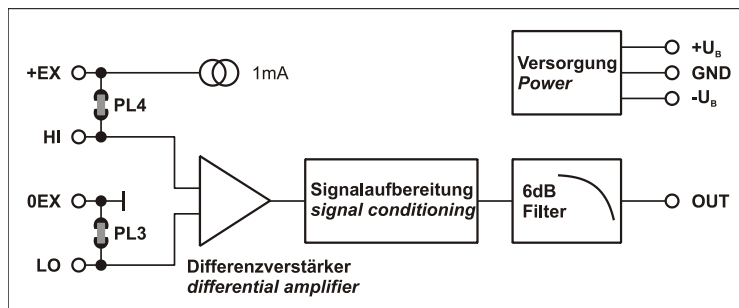 +EX
1mA
PL4
HI
0EX
PL3
LO
Differenzverstärker
differential amplifier
Signalaufbereitung
signal conditioning
6dB
Filter
OUT
Versorgung
Power
+UB
GND
-UB